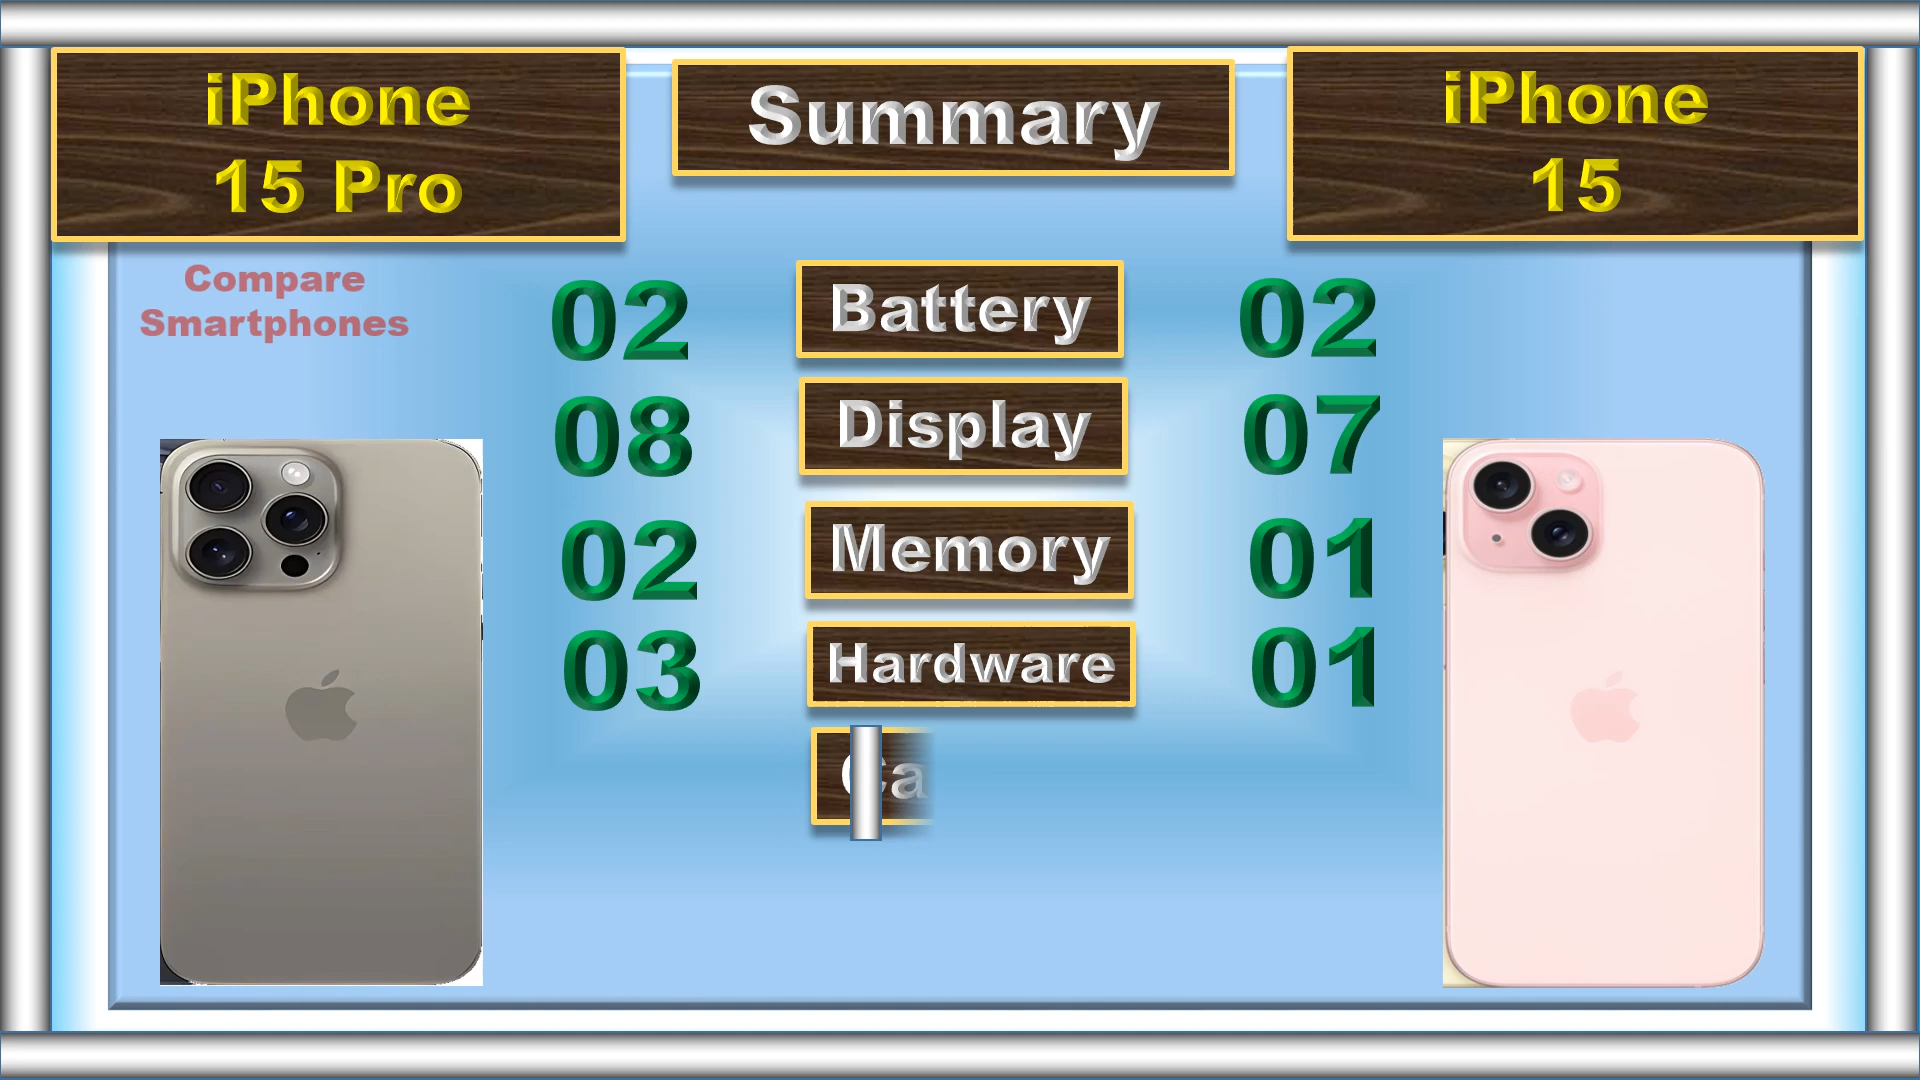 iPhone
15 Pro
Summary
iPhone
15
Compare
Smartphones
02 Battery 02
08 Display 07
02 Memory 01
03 Hardware 01